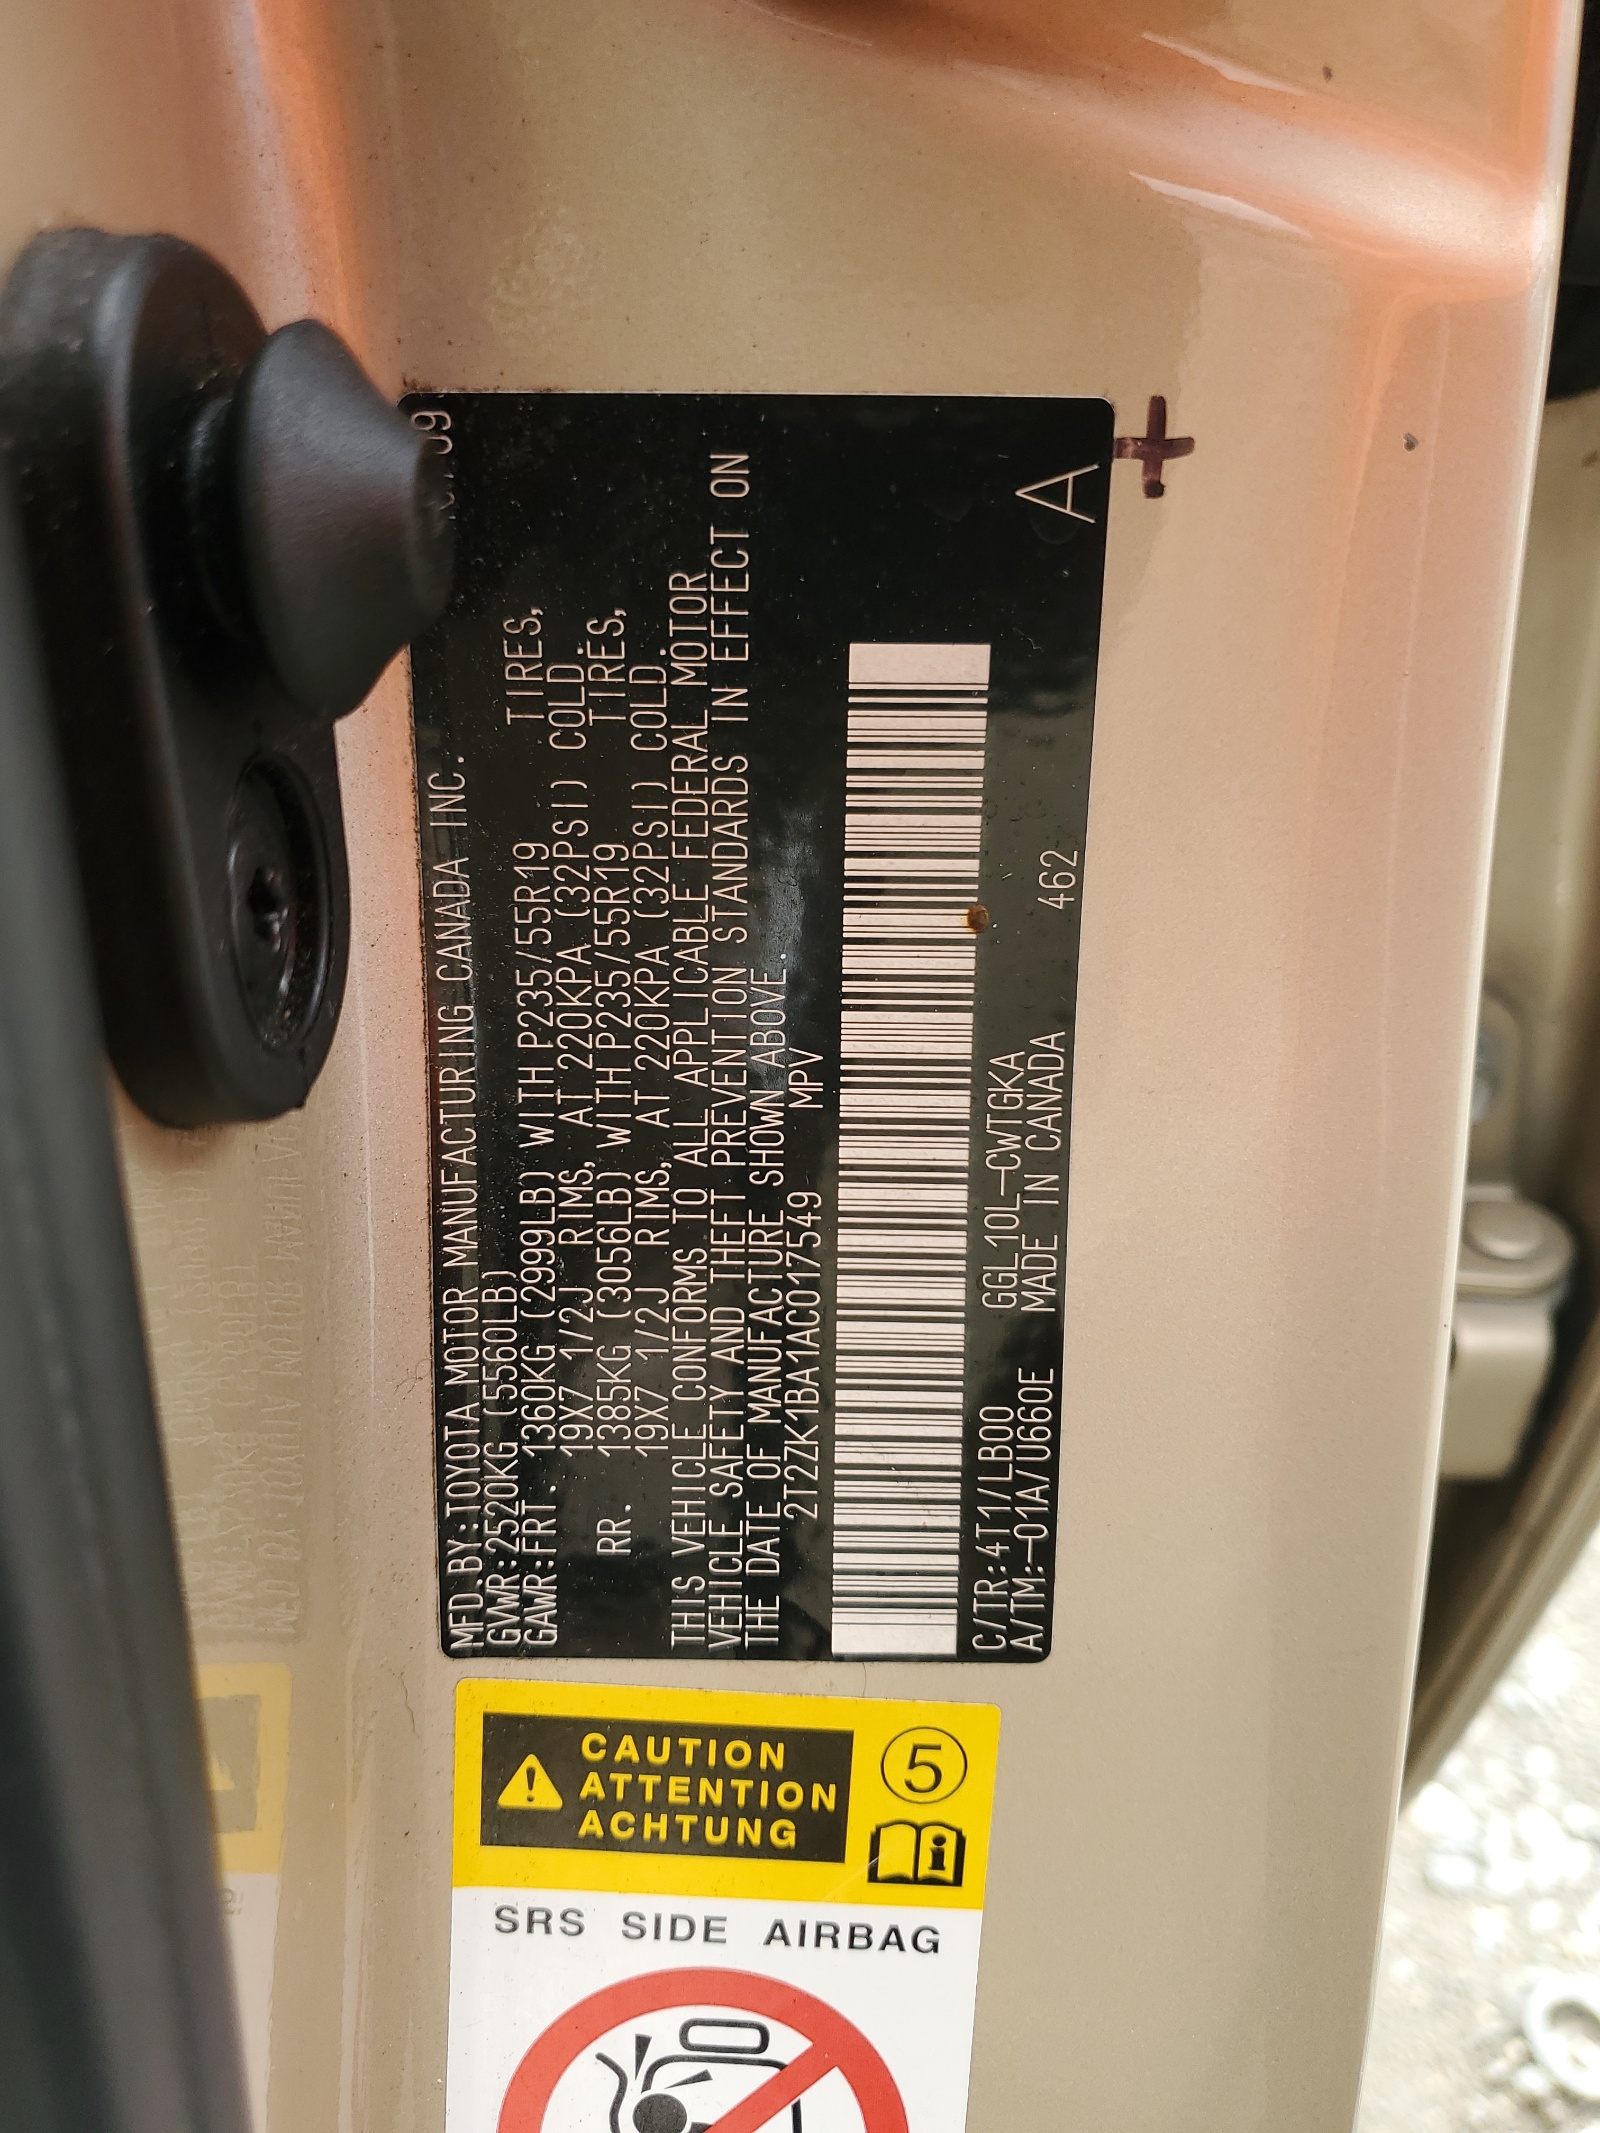 MFD.BY:TOYOTA MOTOR MANUFACTURING CANADA INC.
GVWR:2520KG (5560LB)
GAWR:FRT. 1360KG (2999LB) WITH P235/55R19 TIRES,
19X7 1/2J RIMS, AT 220KPA (32PSI) COLD.
RR. 1385KG (3056LB) WITH P235/55R19 TIRES,
19X7 1/2J RIMS, AT 220KPA (32PSI) COLD.
THIS VEHICLE CONFORMS TO ALL APPLICABLE FEDERAL MOTOR
VEHICLE SAFETY AND THEFT PREVENTION STANDARDS IN EFFECT ON
THE DATE OF MANUFACTURE SHOWN ABOVE.
2T2ZK1BA1AC017549 MPV
C/TR:4T1/LB00 GGL10L-CWTGKA
A/TM:-01A/U660E MADE IN CANADA 462
A
CAUTION
ATTENTION
ACHTUNG
5
SRS SIDE AIRBAG